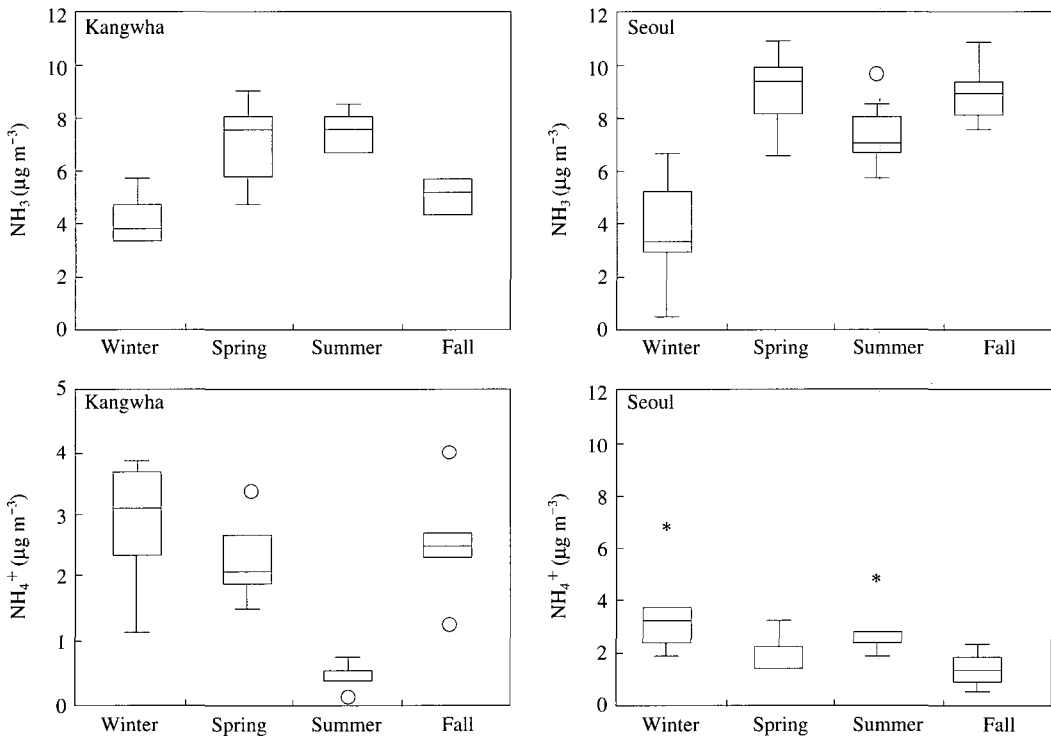 Kangwha
NH₃ (µg m⁻³)
12
10
8
6
4
2
0
Winter Spring Summer Fall
Seoul
NH₃ (µg m⁻³)
12
10
8
6
4
2
0
Winter Spring Summer Fall
Kangwha
NH₄⁺ (µg m⁻³)
5
4
3
2
1
0
Winter Spring Summer Fall
Seoul
NH₄⁺ (µg m⁻³)
12
10
8
6
4
2
0
Winter Spring Summer Fall